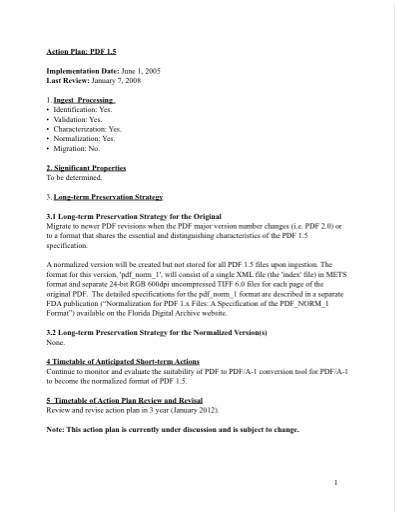 Action Plan: PDF 1.5
Implementation Date: June 1, 2005
Last Review: January 7, 2008
1. Ingest Processing
• Identification: Yes.
• Validation: Yes.
• Characterization: Yes.
• Normalization: Yes.
• Migration: No.
2. Significant Properties
To be determined.
3. Long-term Preservation Strategy
3.1 Long-term Preservation Strategy for the Original
Migrate to newer PDF revisions when the PDF major version number changes (i.e. PDF 2.0) or
to a format that shares the essential and distinguishing characteristics of the PDF 1.5
specification.
A normalized version will be created but not stored for all PDF 1.5 files upon ingestion. The
format for this version, 'pdf_norm_1', will consist of a single XML file (the 'index' file) in METS
format and separate 24-bit RGB 600dpi uncompressed TIFF 6.0 files for each page of the
original PDF. The detailed specifications for the pdf_norm_1 format are described in a separate
FDA publication (“Normalization for PDF 1.x Files: A Specification of the PDF_NORM_1
Format”) available on the Florida Digital Archive website.
3.2 Long-term Preservation Strategy for the Normalized Version(s)
None.
4 Timetable of Anticipated Short-term Actions
Continue to monitor and evaluate the suitability of PDF to PDF/A-1 conversion tool for PDF/A-1
to become the normalized format of PDF 1.5.
5 Timetable of Action Plan Review and Revisal
Review and revise action plan in 3 year (January 2012).
Note: This action plan is currently under discussion and is subject to change.
1